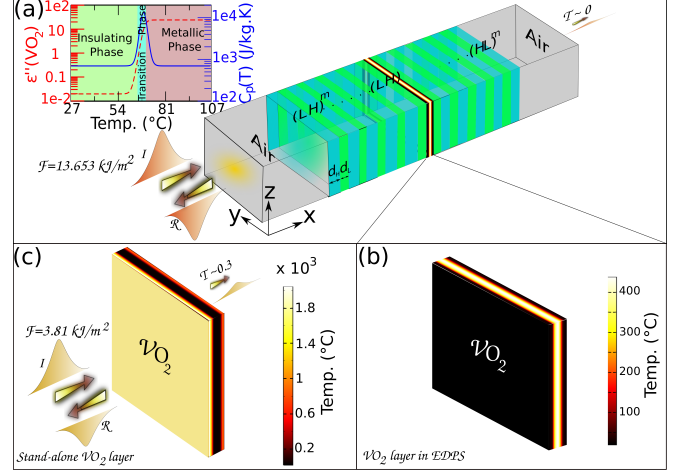 (a)
ε"(VO2)
1e2
10
1
0.1
1e-2
Insulating
Phase
Transition Phase
Metallic
Phase
1e4
1e3
1e2
Cp(T) (J/kg.K)
27 54 81 107
Temp. (°C)
Air
(LH)^m
. . . . .
(LH)
. . . . .
(HL)^m
Air
T ~ 0
F=13.653 kJ/m²
I
R
dH dL
z
y
x
(c)
T ~0.3
F=3.81 kJ/m²
I
R
VO2
Stand-alone VO2 layer
x 10³
1.8
1.4
1
0.6
0.2
Temp. (°C)
(b)
VO2
VO2 layer in EDPS
400
300
200
100
Temp. (°C)